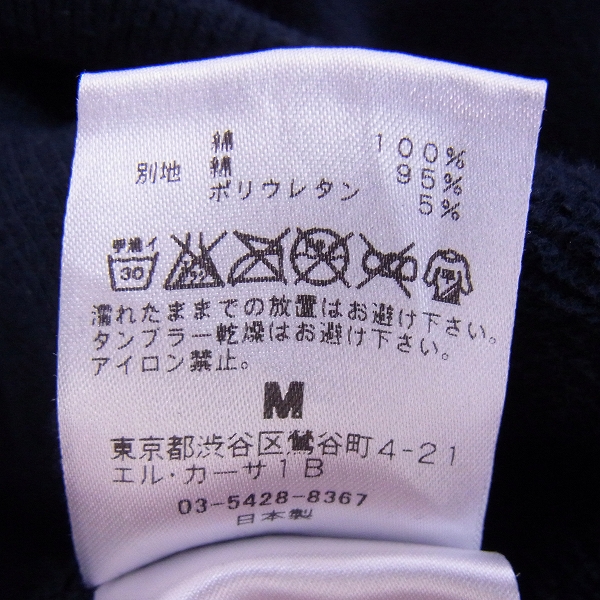 綿 100%
別地 綿 95%
ポリウレタン 5%
手洗イ
30
濡れたままでの放置はお避け下さい。
タンブラー乾燥はお避け下さい。
アイロン禁止。
M
東京都渋谷区鶯谷町4-21
エル・カーサ1B
03-5428-8367
日本製